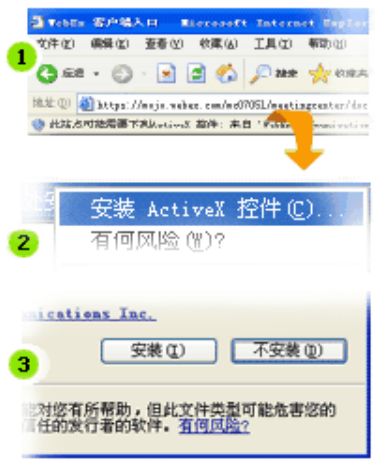 1
WebEx 客户端入口 Microsoft Internet Explorer
文件(F) 编辑(E) 查看(V) 收藏(A) 工具(T) 帮助(H)
后退 搜索 收藏夹
地址(D) https://
此站点可能需要下列ActiveX 控件: 来自
2
安装 ActiveX 控件(C)...
有何风险(W)?
nications Inc.
3
安装(I) 不安装(D)
能对您有所帮助，但此文件类型可能危害您的
信任的发行者的软件。有何风险?